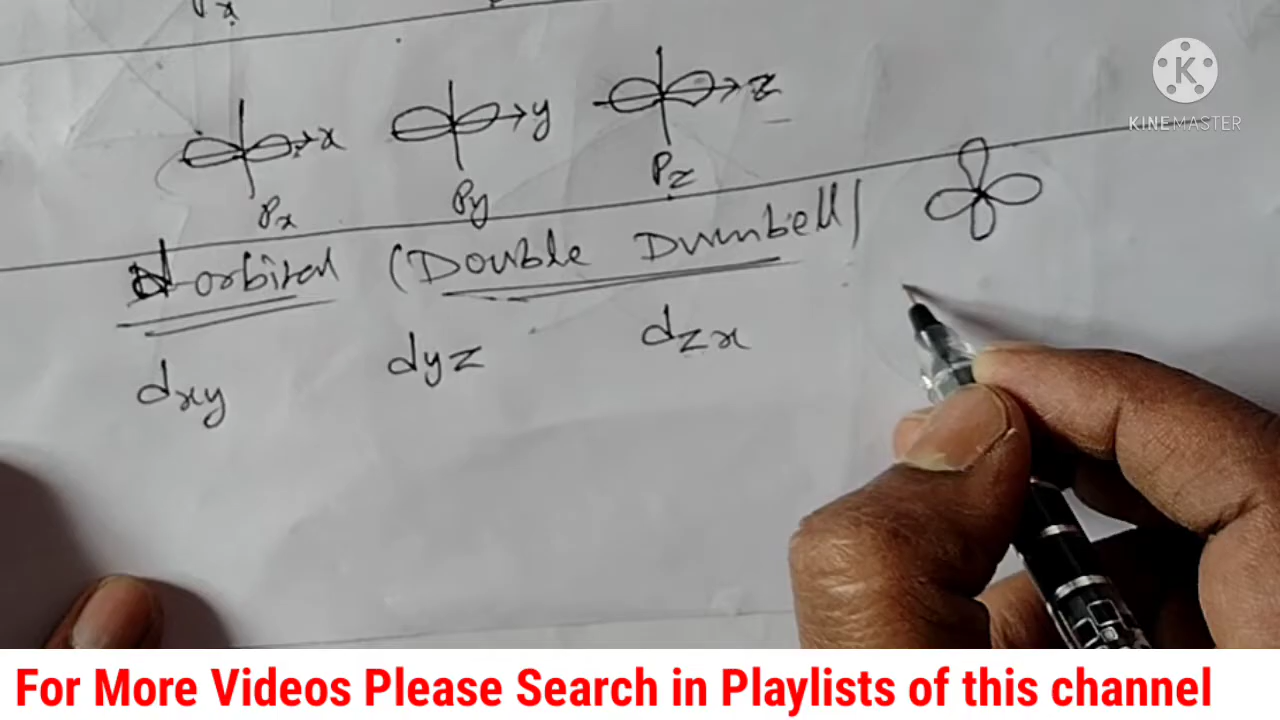 x
KINEMASTER
x y z
Px Py Pz
d orbital (Double Dumbell)
dxy dyz dzx
For More Videos Please Search in Playlists of this channel